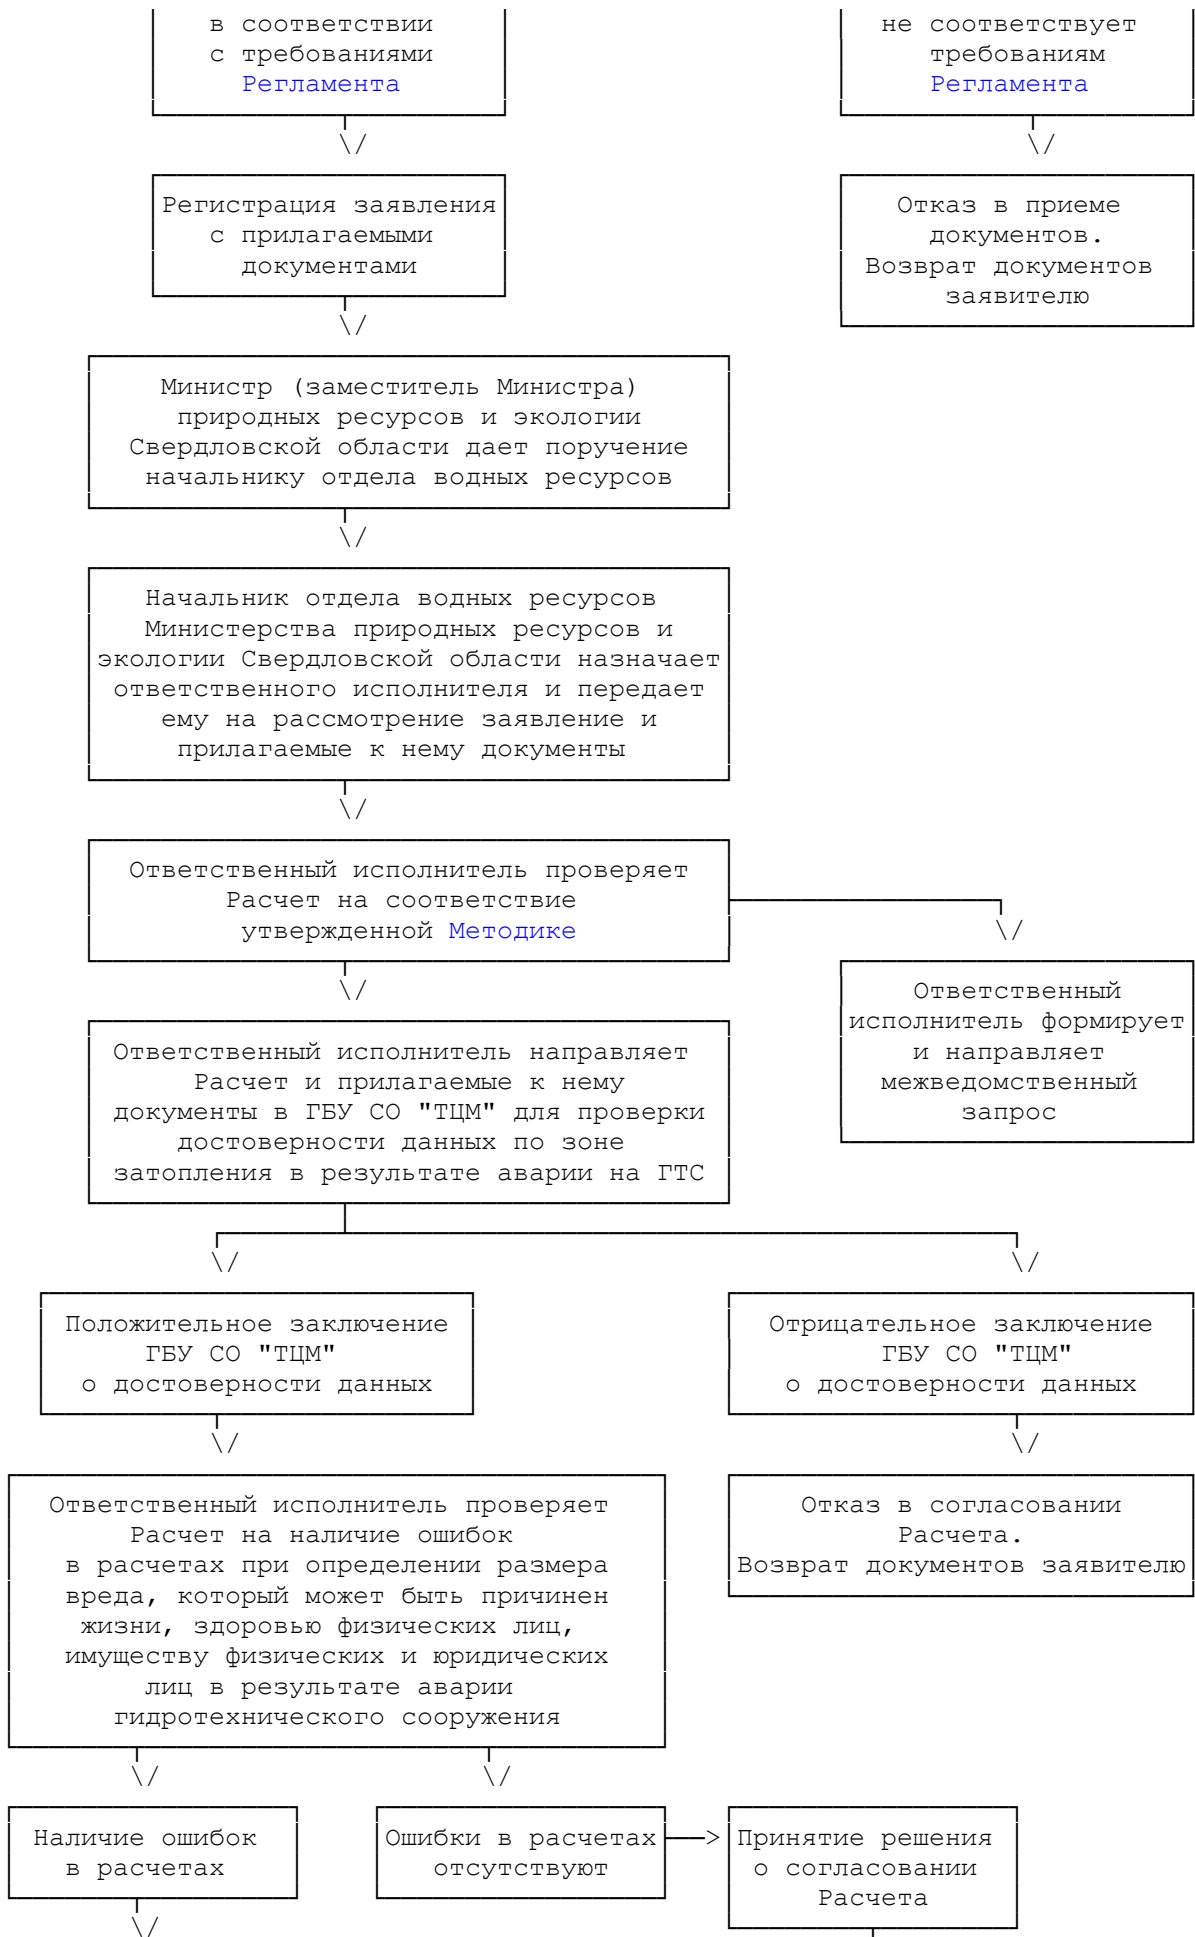 в соответствии
с требованиями
Регламента
не соответствует
требованиям
Регламента
Регистрация заявления
с прилагаемыми
документами
Отказ в приеме
документов.
Возврат документов
заявителю
Министр (заместитель Министра)
природных ресурсов и экологии
Свердловской области дает поручение
начальнику отдела водных ресурсов
Начальник отдела водных ресурсов
Министерства природных ресурсов и
экологии Свердловской области назначает
ответственного исполнителя и передает
ему на рассмотрение заявление и
прилагаемые к нему документы
Ответственный исполнитель проверяет
Расчет на соответствие
утвержденной Методике
Ответственный
исполнитель формирует
и направляет
межведомственный
запрос
Ответственный исполнитель направляет
Расчет и прилагаемые к нему
документы в ГБУ СО "ТЦМ" для проверки
достоверности данных по зоне
затопления в результате аварии на ГТС
Положительное заключение
ГБУ СО "ТЦМ"
о достоверности данных
Отрицательное заключение
ГБУ СО "ТЦМ"
о достоверности данных
Ответственный исполнитель проверяет
Расчет на наличие ошибок
в расчетах при определении размера
вреда, который может быть причинен
жизни, здоровью физических лиц,
имуществу физических и юридических
лиц в результате аварии
гидротехнического сооружения
Отказ в согласовании
Расчета.
Возврат документов заявителю
Наличие ошибок
в расчетах
Ошибки в расчетах
отсутствуют
Принятие решения
о согласовании
Расчета